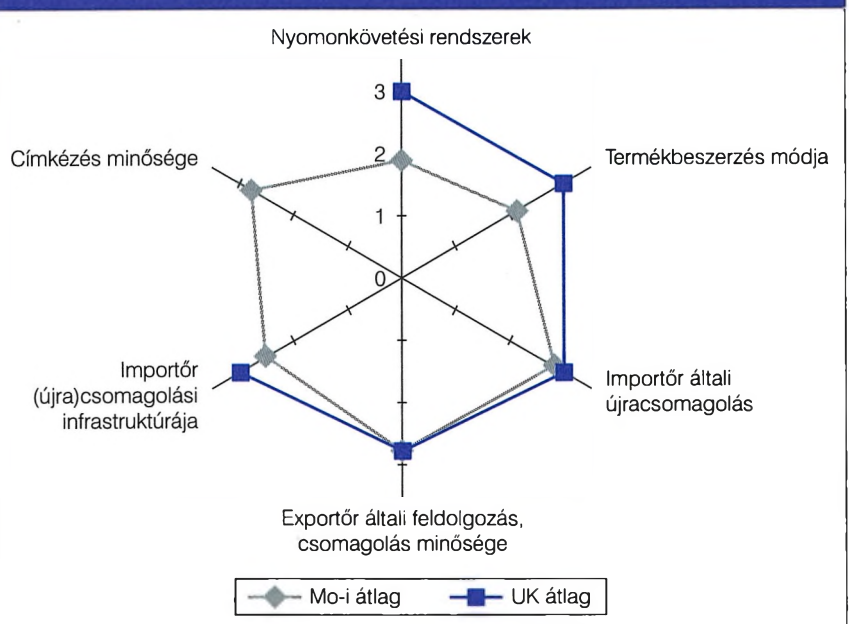 Nyomonkövetési rendszerek
3
Címkézés minősége
2
Termékbeszerzés módja
1
0
Importőr
(újra)csomagolási
infrastruktúrája
Importőr általi
újracsomagolás
Exportőr általi feldolgozás,
csomagolás minősége
Mo-i átlag
UK átlag